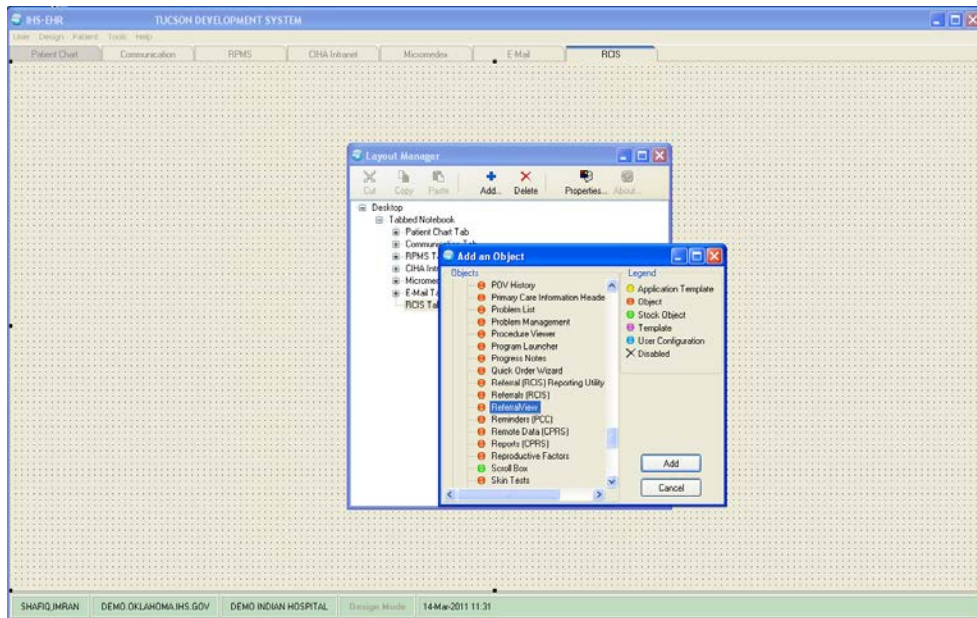 IHS-EHR TUCSON DEVELOPMENT SYSTEM
User Design Patient Tools Help
Patient Chart Communication RPMS CIHA Intranet Micromedex E-Mail RCIS
Layout Manager
Cut Copy Paste Add... Delete Properties... About...
Desktop
Tabbed Notebook
Patient Chart Tab
Communication Tab
RPMS T
CIHA Int
Microme
E-Mail Ta
RCIS Tal
Add an Object
Objects
POV History
Primary Care Information Heade
Problem List
Problem Management
Procedure Viewer
Program Launcher
Progress Notes
Quick Order Wizard
Referral (RCIS) Reporting Utility
Referrals (RCIS)
ReferralView
Reminders (PCC)
Remote Data (CPRS)
Reports (CPRS)
Reproductive Factors
Scroll Box
Skin Tests
Legend
Application Template
Object
Stock Object
Template
User Configuration
Disabled
Add
Cancel
SHAFIQ,IMRAN DEMO.OKLAHOMA.IHS.GOV DEMO INDIAN HOSPITAL Design Mode 14-Mar-2011 11:31